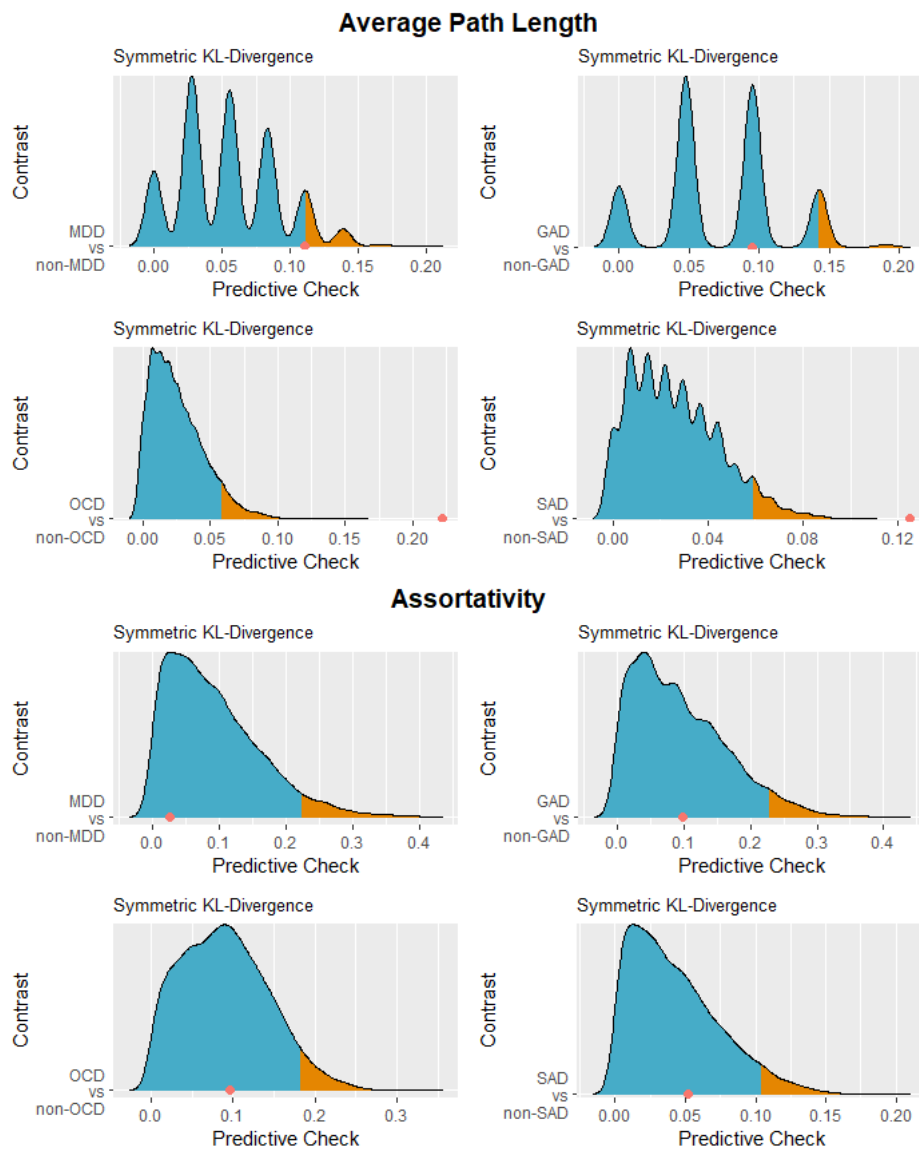 Average Path Length
Symmetric KL-Divergence
Contrast
MDD
vs
non-MDD
0.00 0.05 0.10 0.15 0.20
Predictive Check
Symmetric KL-Divergence
Contrast
GAD
vs
non-GAD
0.00 0.05 0.10 0.15 0.20
Predictive Check
Symmetric KL-Divergence
Contrast
OCD
vs
non-OCD
0.00 0.05 0.10 0.15 0.20
Predictive Check
Symmetric KL-Divergence
Contrast
SAD
vs
non-SAD
0.00 0.04 0.08 0.12
Predictive Check
Assortativity
Symmetric KL-Divergence
Contrast
MDD
vs
non-MDD
0.0 0.1 0.2 0.3 0.4
Predictive Check
Symmetric KL-Divergence
Contrast
GAD
vs
non-GAD
0.0 0.1 0.2 0.3 0.4
Predictive Check
Symmetric KL-Divergence
Contrast
OCD
vs
non-OCD
0.0 0.1 0.2 0.3
Predictive Check
Symmetric KL-Divergence
Contrast
SAD
vs
non-SAD
0.00 0.05 0.10 0.15 0.20
Predictive Check